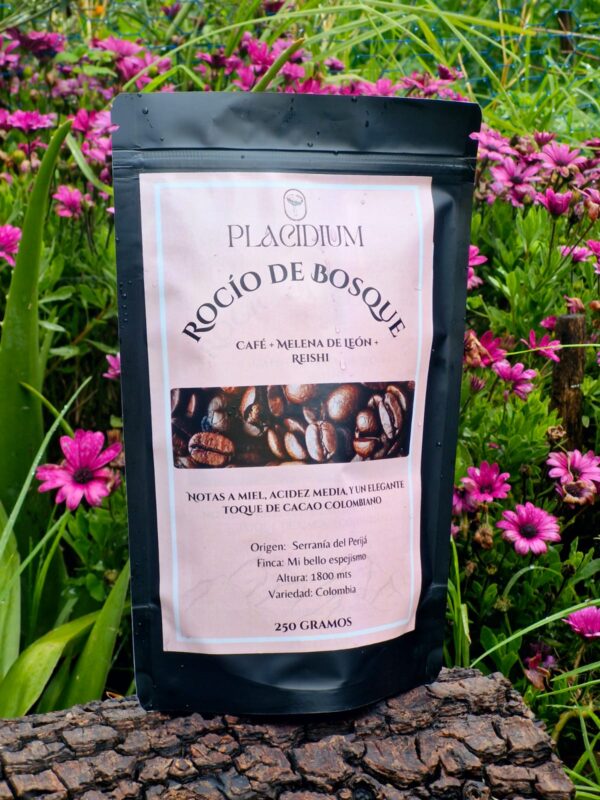 PLACIDIUM
ROCÍO DE BOSQUE
CAFÉ + MELENA DE LEÓN +
REISHI
NOTAS A MIEL, ACIDEZ MEDIA, Y UN ELEGANTE
TOQUE DE CACAO COLOMBIANO
Origen: Serranía del Perijá
Finca: Mi bello espejismo
Altura: 1800 mts
Variedad: Colombia
250 GRAMOS